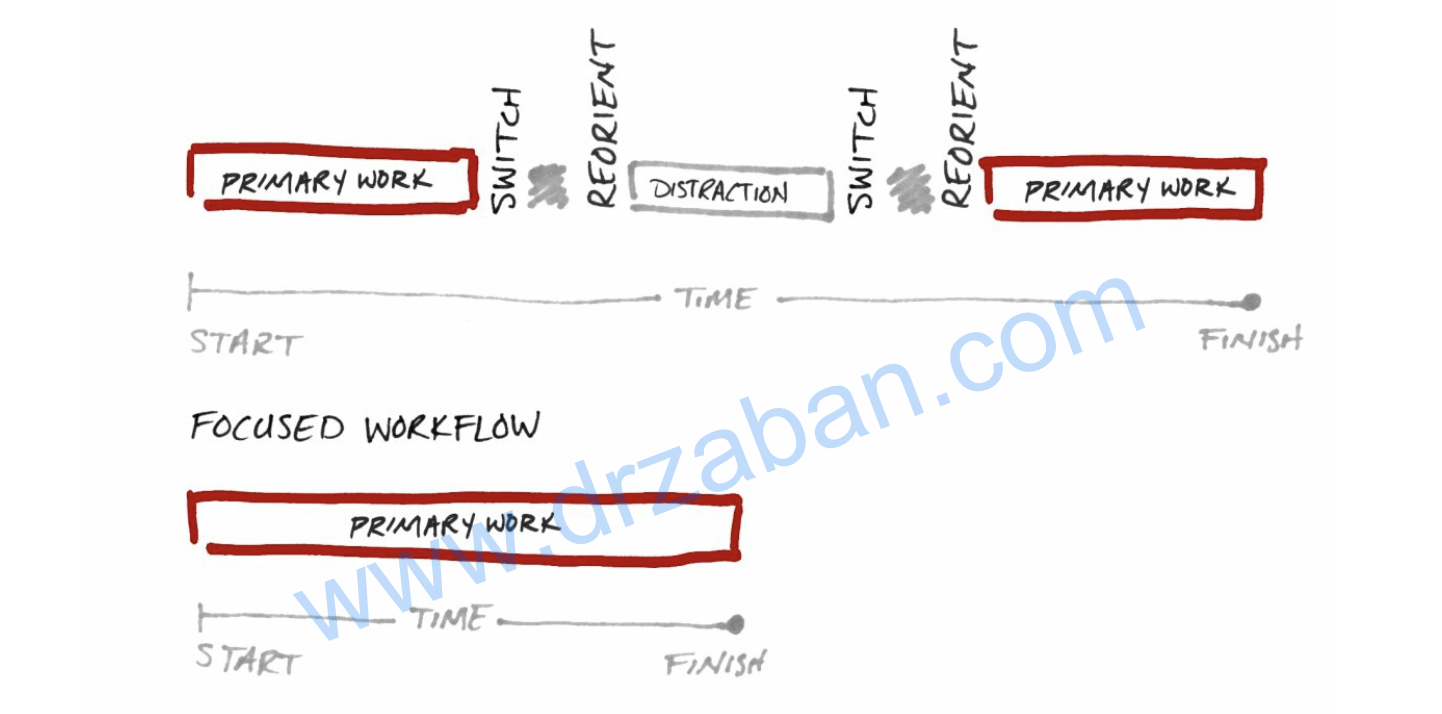 SWITCH REORIENT SWITCH REORIENT
PRIMARY WORK DISTRACTION PRIMARY WORK
TIME
START FINISH
FOCUSED WORKFLOW
PRIMARY WORK
TIME
START FINISH
www.drzaban.com